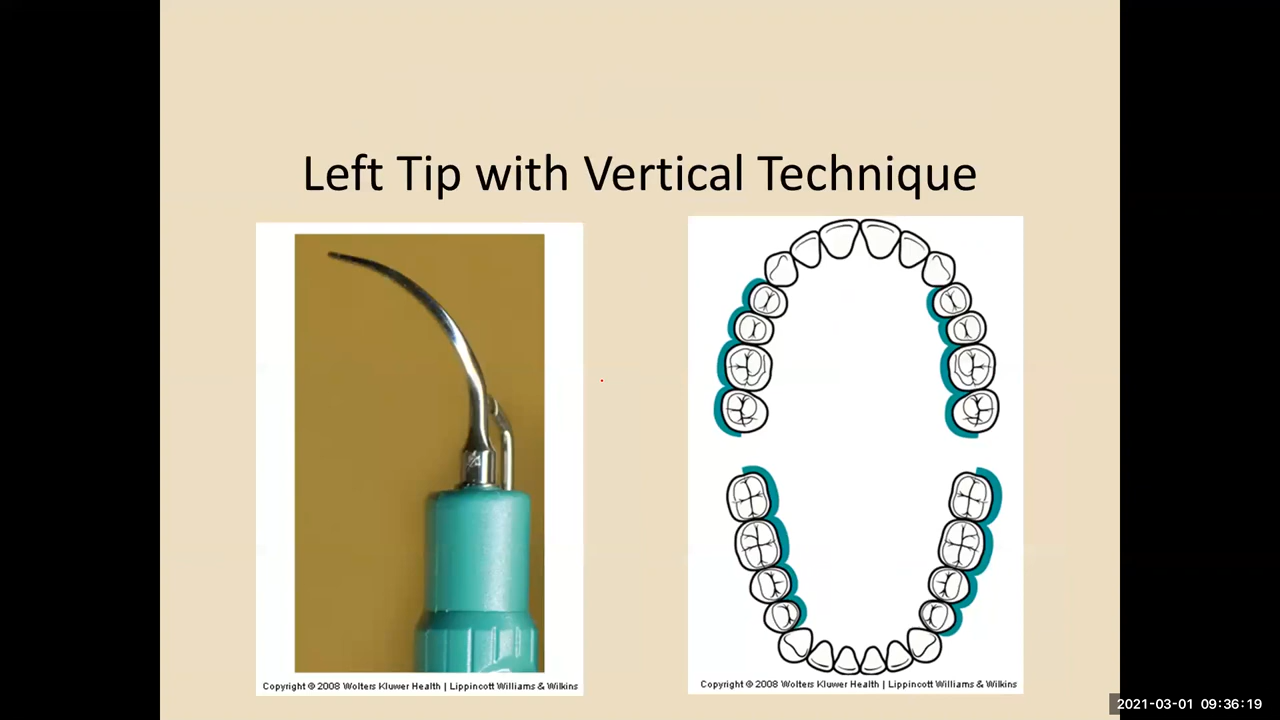 Left Tip with Vertical Technique
Copyright © 2008 Wolters Kluwer Health | Lippincott Williams & Wilkins
Copyright © 2008 Wolters Kluwer Health | Lippincott Williams & Wilkins
2021-03-01 09:36:19